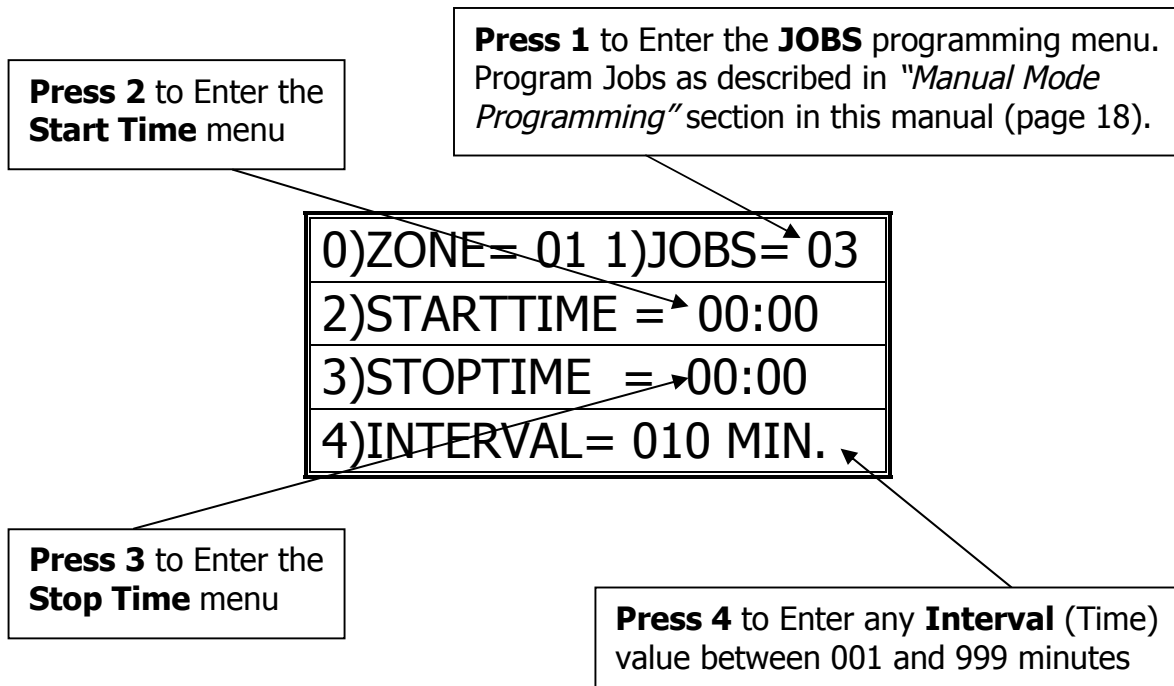 Press 1 to Enter the JOBS programming menu.
Program Jobs as described in “Manual Mode
Programming” section in this manual (page 18).
Press 2 to Enter the
Start Time menu
0)ZONE= 01 1)JOBS= 03
2)STARTTIME = 00:00
3)STOPTIME = 00:00
4)INTERVAL= 010 MIN.
Press 3 to Enter the
Stop Time menu
Press 4 to Enter any Interval (Time)
value between 001 and 999 minutes